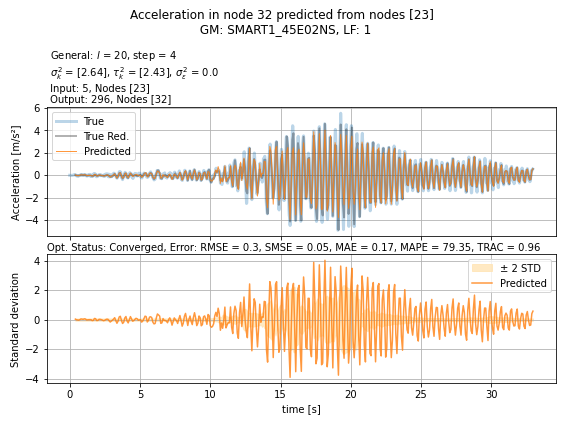 Acceleration in node 32 predicted from nodes [23]
GM: SMART1_45E02NS, LF: 1
General: l = 20, step = 4
σ²ₖ = [2.64], τ²ₖ = [2.43], σ²ε = 0.0
Input: 5, Nodes [23]
Output: 296, Nodes [32]
Acceleration [m/s²]
6
4
2
0
−2
−4
True
True Red.
Predicted
Opt. Status: Converged, Error: RMSE = 0.3, SMSE = 0.05, MAE = 0.17, MAPE = 79.35, TRAC = 0.96
Standard deviation
4
2
0
−2
−4
± 2 STD
Predicted
0 5 10 15 20 25 30
time [s]